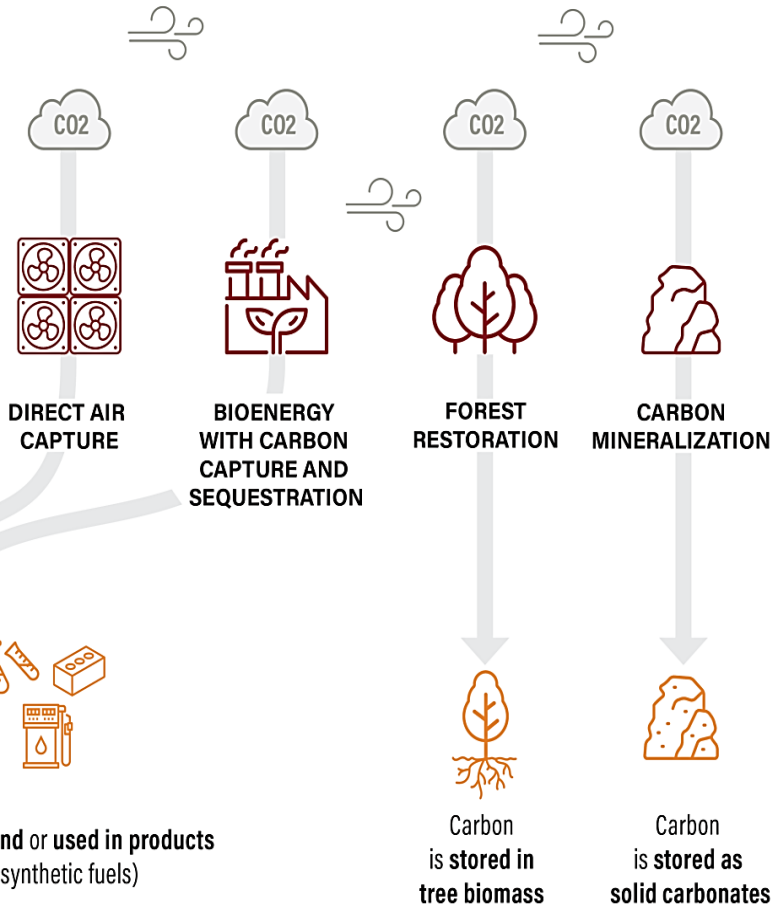 CO2
CO2
CO2
CO2
DIRECT AIR
CAPTURE
BIOENERGY
WITH CARBON
CAPTURE AND
SEQUESTRATION
FOREST
RESTORATION
CARBON
MINERALIZATION
nd or used in products
synthetic fuels)
Carbon
is stored in
tree biomass
Carbon
is stored as
solid carbonates